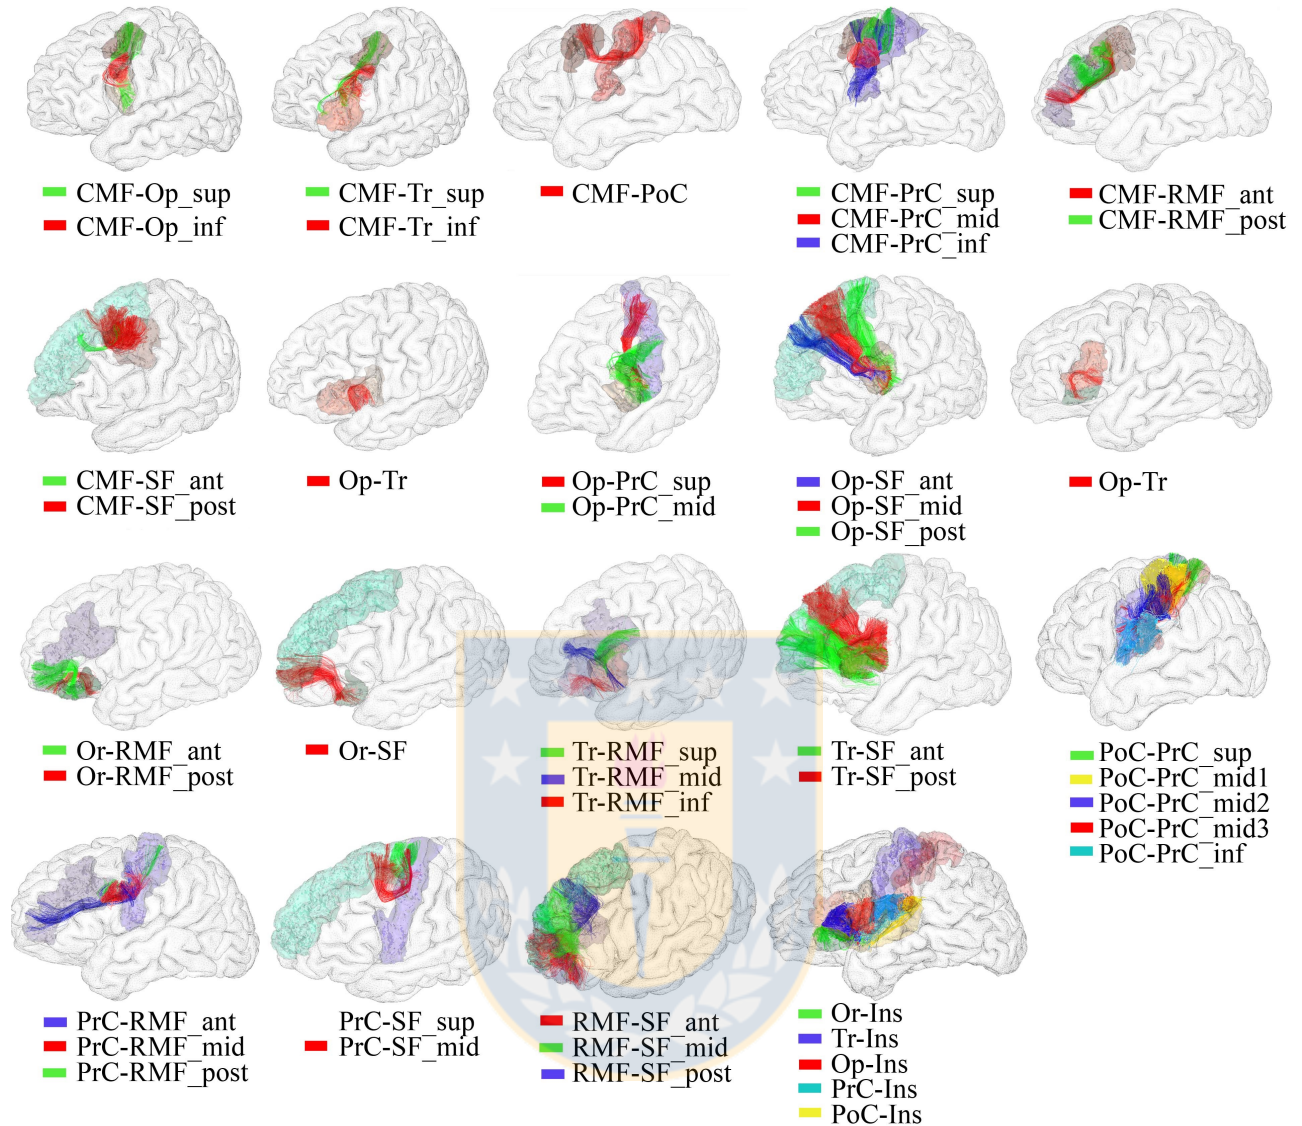 CMF-Op_sup
CMF-Op_inf
CMF-Tr_sup
CMF-Tr_inf
CMF-PoC
CMF-PrC_sup
CMF-PrC_mid
CMF-PrC_inf
CMF-RMF_ant
CMF-RMF_post
CMF-SF_ant
CMF-SF_post
Op-Tr
Op-PrC_sup
Op-PrC_mid
Op-SF_ant
Op-SF_mid
Op-SF_post
Op-Tr
Or-RMF_ant
Or-RMF_post
Or-SF
Tr-RMF_sup
Tr-RMF_mid
Tr-RMF_inf
Tr-SF_ant
Tr-SF_post
PoC-PrC_sup
PoC-PrC_mid1
PoC-PrC_mid2
PoC-PrC_mid3
PoC-PrC_inf
PrC-RMF_ant
PrC-RMF_mid
PrC-RMF_post
PrC-SF_sup
PrC-SF_mid
RMF-SF_ant
RMF-SF_mid
RMF-SF_post
Or-Ins
Tr-Ins
Op-Ins
PrC-Ins
PoC-Ins